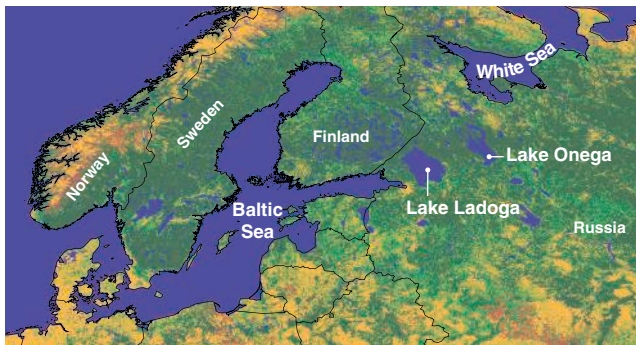 White Sea
Sweden
Finland
Norway
Lake Onega
Lake Ladoga
Baltic
Sea
Russia